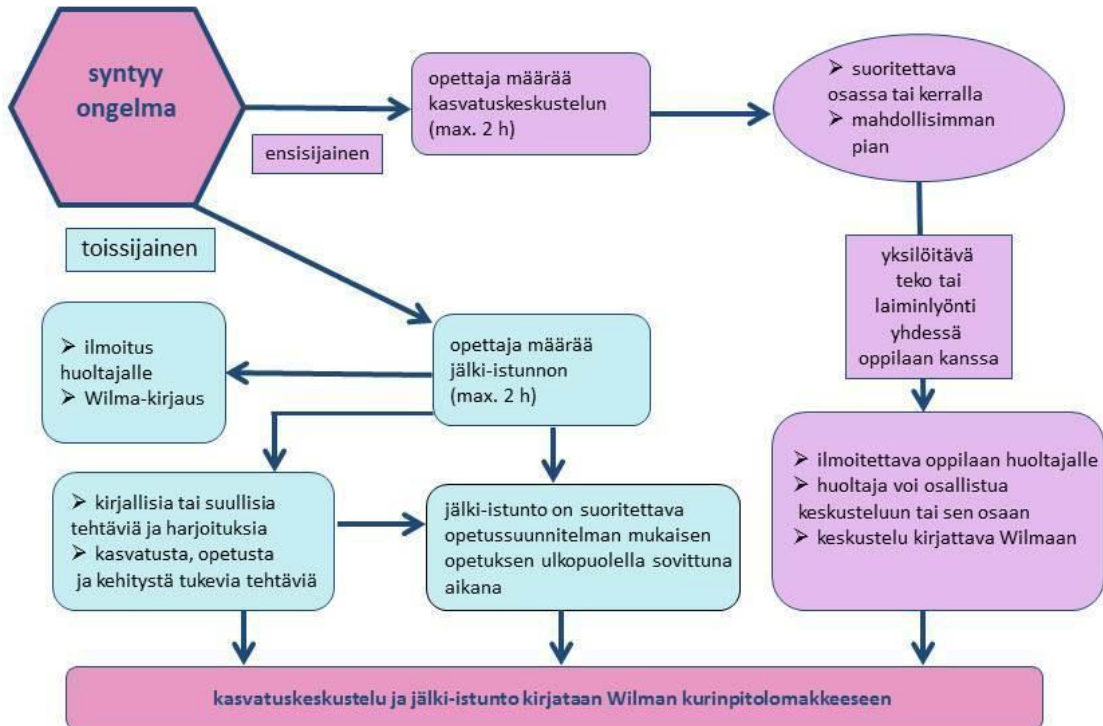 syntyy
ongelma
ensisijainen
opettaja määrää
kasvatuskeskustelun
(max. 2 h)
➢ suoritettava
osassa tai kerralla
➢ mahdollisimman
pian
yksilöitävä
teko tai
laiminlyönti
yhdessä
oppilaan kanssa
➢ ilmoitettava oppilaan huoltajalle
➢ huoltaja voi osallistua
keskusteluun tai sen osaan
➢ keskustelu kirjattava Wilmaan
toissijainen
opettaja määrää
jälki-istunnon
(max. 2 h)
➢ ilmoitus
huoltajalle
➢ Wilma-kirjaus
➢ kirjallisia tai suullisia
tehtäviä ja harjoituksia
➢ kasvatusta, opetusta
ja kehitystä tukevia tehtäviä
jälki-istunto on suoritettava
opetussuunnitelman mukaisen
opetuksen ulkopuolella sovittuna
aikana
kasvatuskeskustelu ja jälki-istunto kirjataan Wilman kurinpitolomakkeeseen